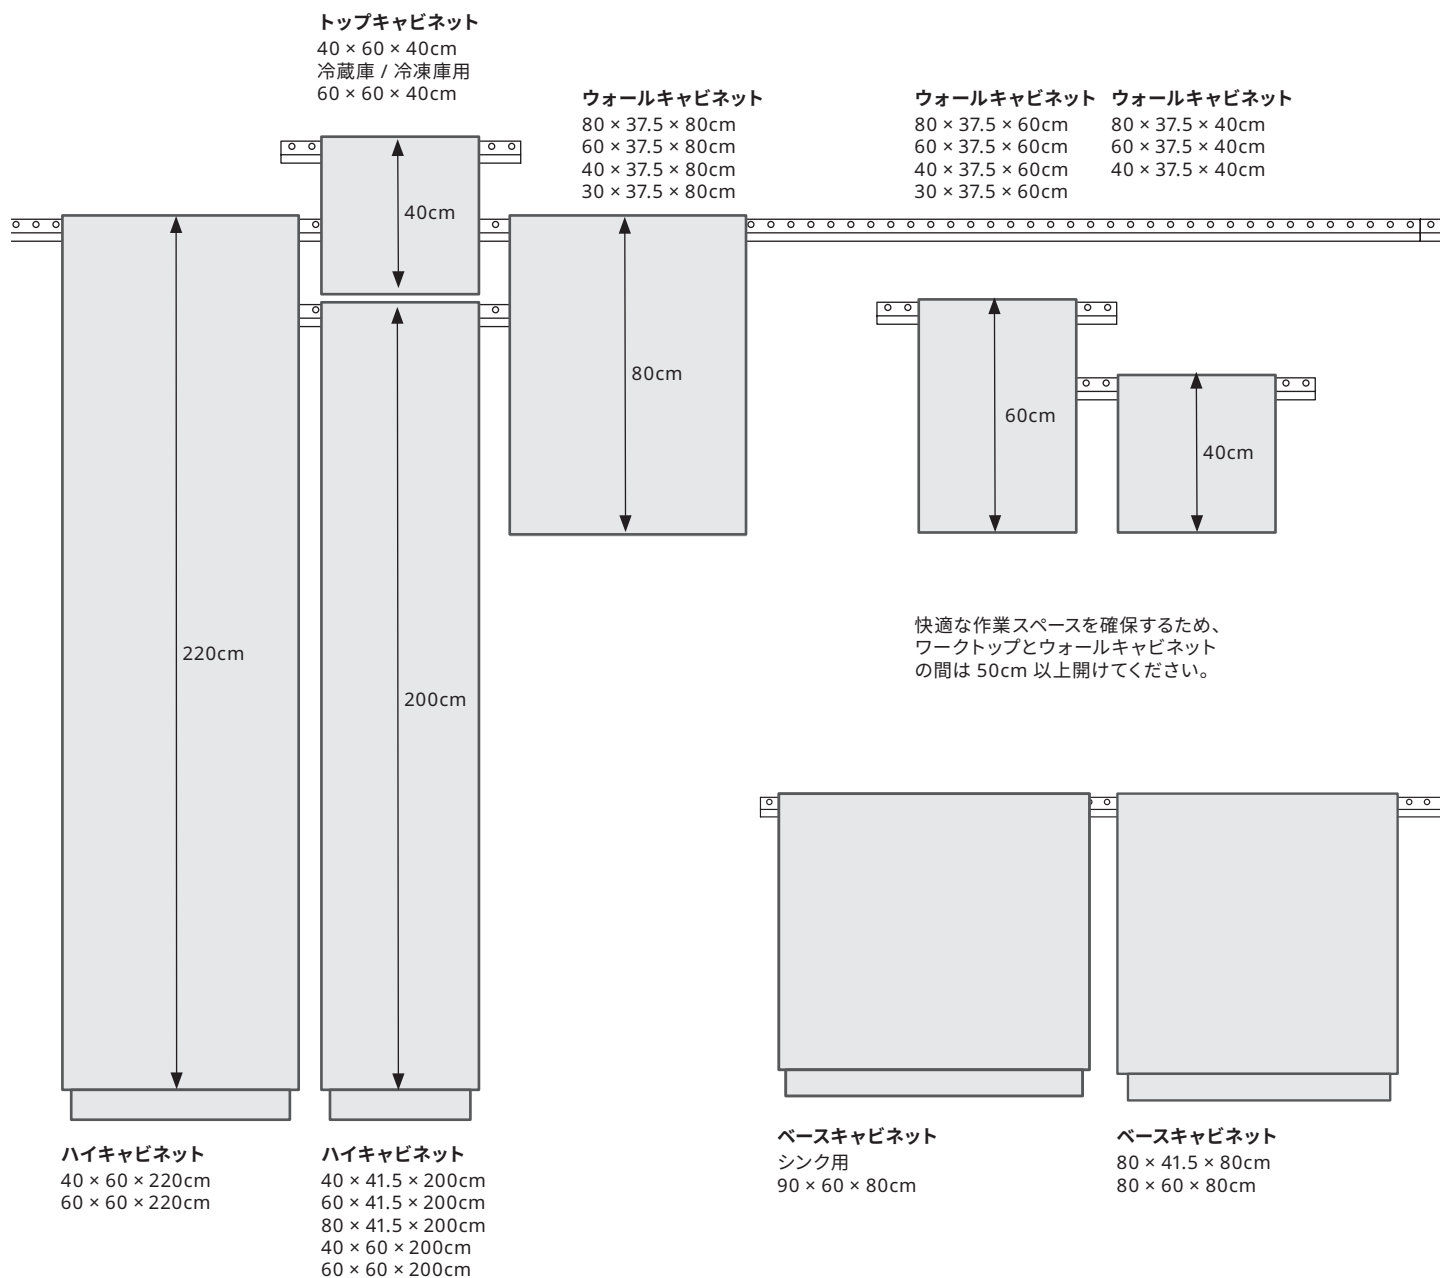 トップキャビネット
40 × 60 × 40cm
冷蔵庫 / 冷凍庫用
60 × 60 × 40cm
ウォールキャビネット
80 × 37.5 × 80cm
60 × 37.5 × 80cm
40 × 37.5 × 80cm
30 × 37.5 × 80cm
ウォールキャビネット
80 × 37.5 × 60cm
60 × 37.5 × 60cm
40 × 37.5 × 60cm
30 × 37.5 × 60cm
ウォールキャビネット
80 × 37.5 × 40cm
60 × 37.5 × 40cm
40 × 37.5 × 40cm
40cm
80cm
60cm
40cm
220cm
200cm
快適な作業スペースを確保するため、
ワークトップとウォールキャビネット
の間は 50cm 以上開けてください。
ハイキャビネット
40 × 60 × 220cm
60 × 60 × 220cm
ハイキャビネット
40 × 41.5 × 200cm
60 × 41.5 × 200cm
80 × 41.5 × 200cm
40 × 60 × 200cm
60 × 60 × 200cm
ベースキャビネット
シンク用
90 × 60 × 80cm
ベースキャビネット
80 × 41.5 × 80cm
80 × 60 × 80cm